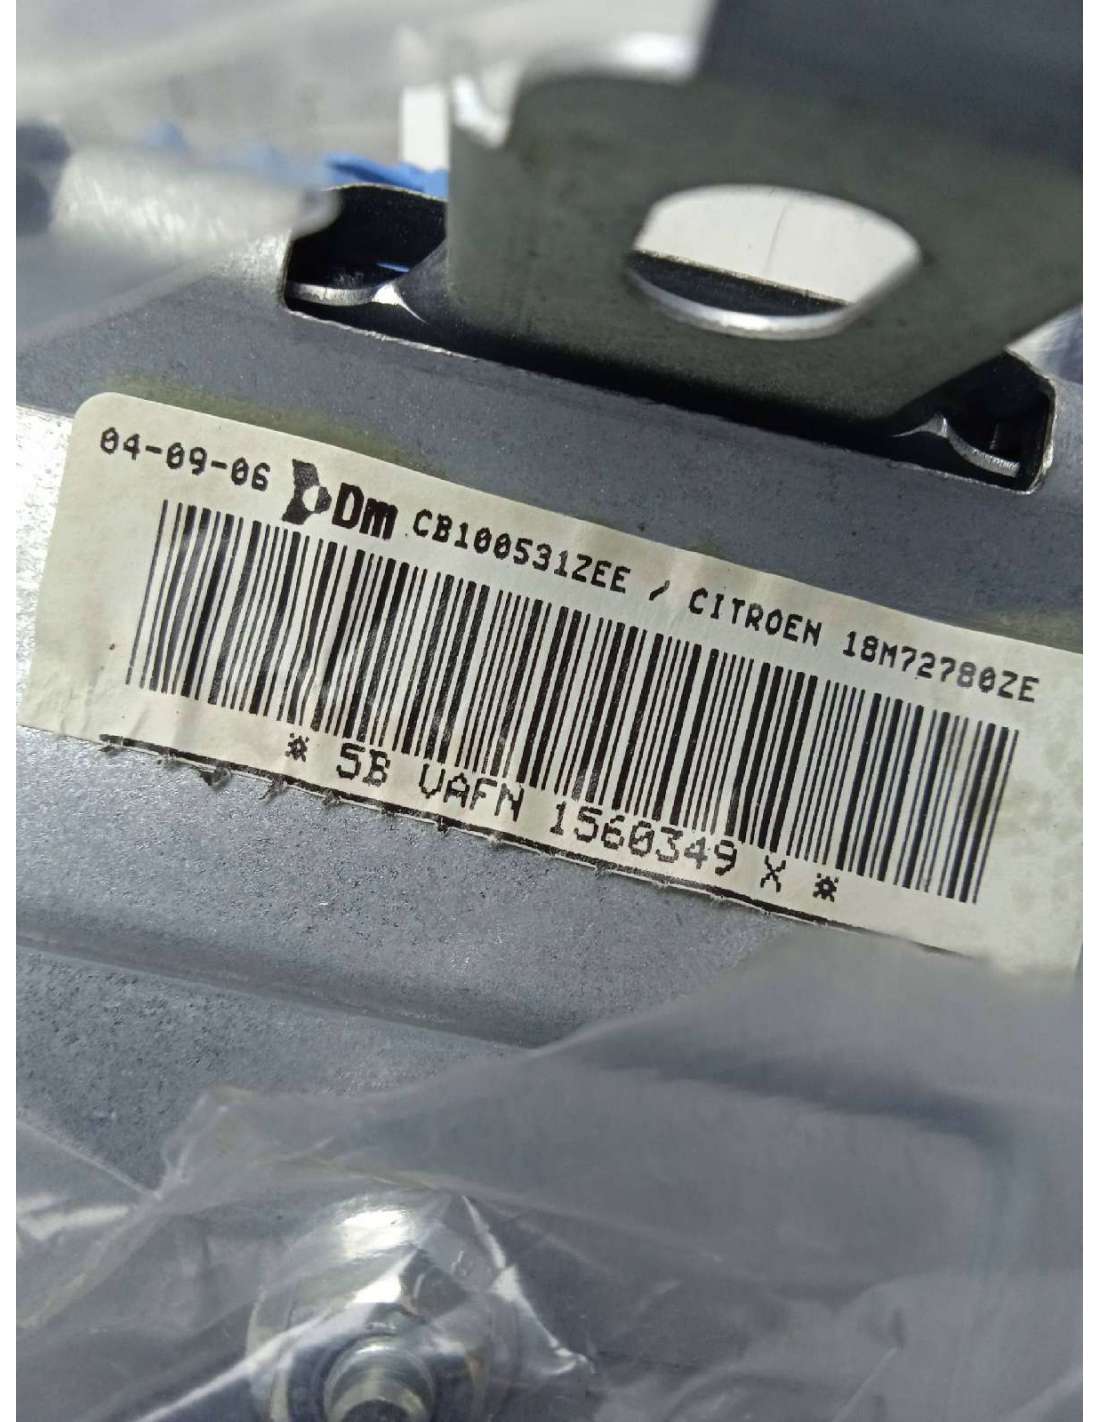 04-09-06 Dm CB100531ZEE / CITROEN 18M72780ZE
* 5B VAFN 1560349 X *